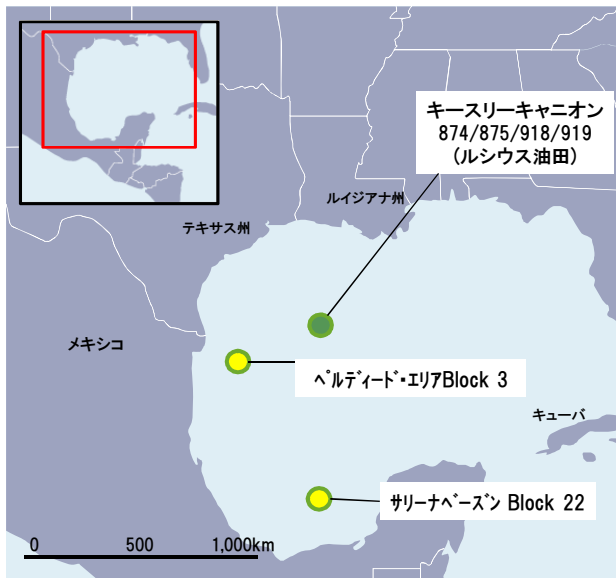 キースリーキャニオン
874/875/918/919
(ルシウス油田)
ルイジアナ州
テキサス州
メキシコ
ﾍﾟﾙﾃﾞｨｰﾄﾞ・ｴﾘｱBlock 3
キューバ
ｻﾘｰﾅﾍﾞｰｽﾝ Block 22
0 500 1,000km